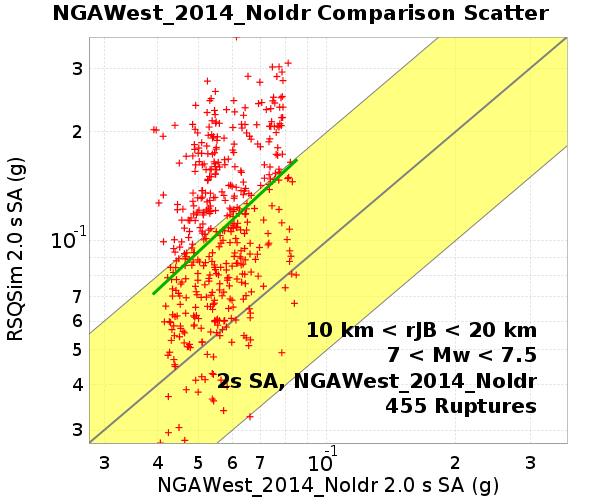 NGAWest_2014_NoIdr Comparison Scatter
RSQSim 2.0 s SA (g)
3
2
10-1
7
6
5
4
3
10 km < rJB < 20 km
7 < Mw < 7.5
2s SA, NGAWest_2014_NoIdr
455 Ruptures
3 4 5 6 7 10-1 2 3
NGAWest_2014_NoIdr 2.0 s SA (g)